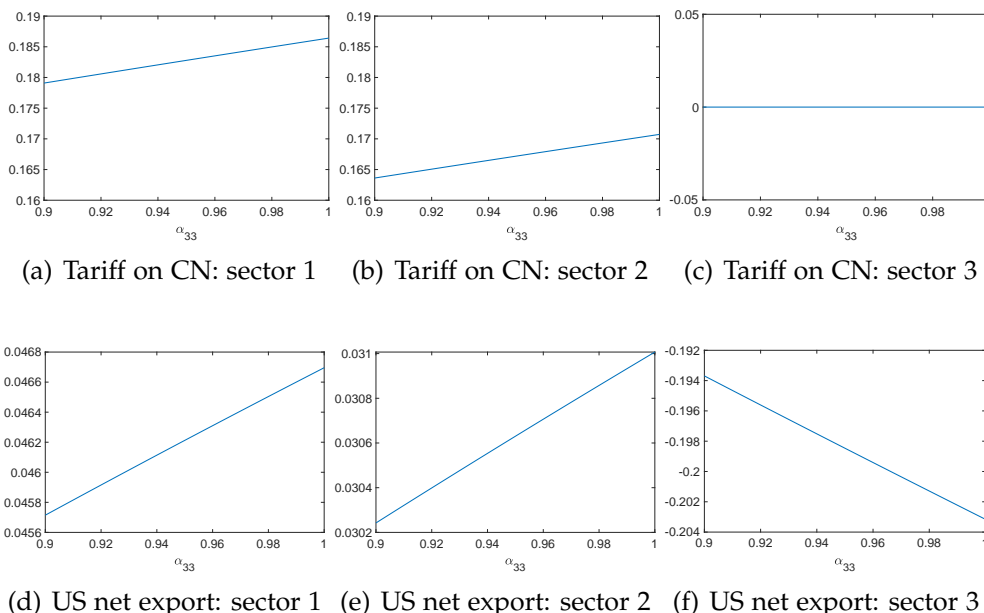 0.19
0.185
0.18
0.175
0.17
0.165
0.16
0.9 0.92 0.94 0.96 0.98 1
α33
(a) Tariff on CN: sector 1
0.19
0.185
0.18
0.175
0.17
0.165
0.16
0.9 0.92 0.94 0.96 0.98 1
α33
(b) Tariff on CN: sector 2
0.05
0
-0.05
0.9 0.92 0.94 0.96 0.98
α33
(c) Tariff on CN: sector 3
0.0468
0.0466
0.0464
0.0462
0.046
0.0458
0.0456
0.9 0.92 0.94 0.96 0.98 1
α33
(d) US net export: sector 1
0.031
0.0308
0.0306
0.0304
0.0302
0.9 0.92 0.94 0.96 0.98 1
α33
(e) US net export: sector 2
-0.192
-0.194
-0.196
-0.198
-0.2
-0.202
-0.204
0.9 0.92 0.94 0.96 0.98 1
α33
(f) US net export: sector 3